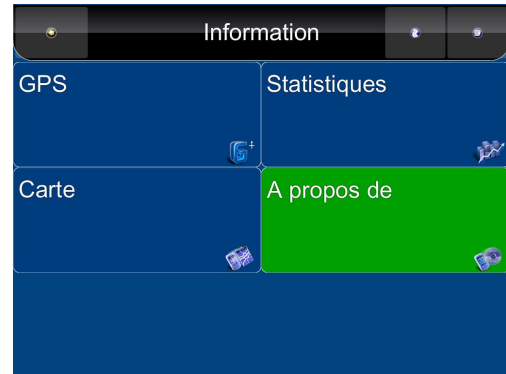 Information
GPS
Statistiques
Carte
A propos de